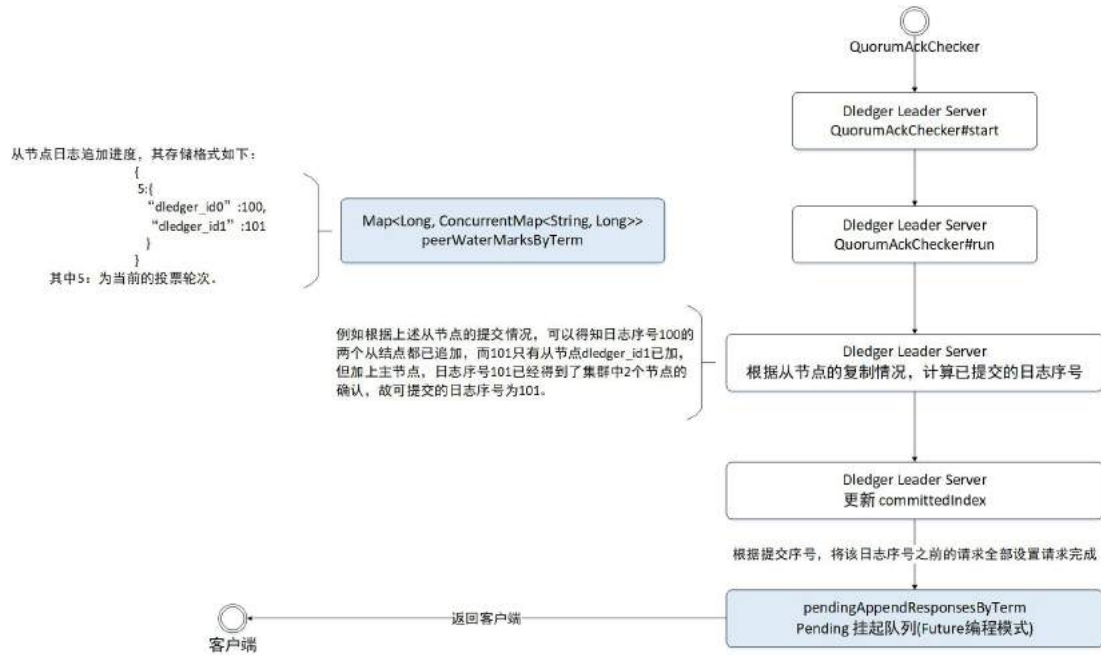 QuorumAckChecker
Dledger Leader Server
QuorumAckChecker#start
从节点日志追加进度，其存储格式如下：
{
5:{
“dledger_id0”:100,
“dledger_id1”:101
}
}
其中5：为当前的投票轮次。
Map<Long, ConcurrentMap<String, Long>>
peerWaterMarksByTerm
Dledger Leader Server
QuorumAckChecker#run
例如根据上述从节点的提交情况，可以得知日志序号100的
两个从结点都已追加，而101只有从节点dledger_id1已加，
但加上主节点，日志序号101已经得到了集群中2个节点的
确认，故可提交的日志序号为101。
Dledger Leader Server
根据从节点的复制情况，计算已提交的日志序号
Dledger Leader Server
更新 committedIndex
根据提交序号，将该日志序号之前的请求全部设置请求完成
pendingAppendResponsesByTerm
Pending 挂起队列(Future编程模式)
返回客户端
客户端